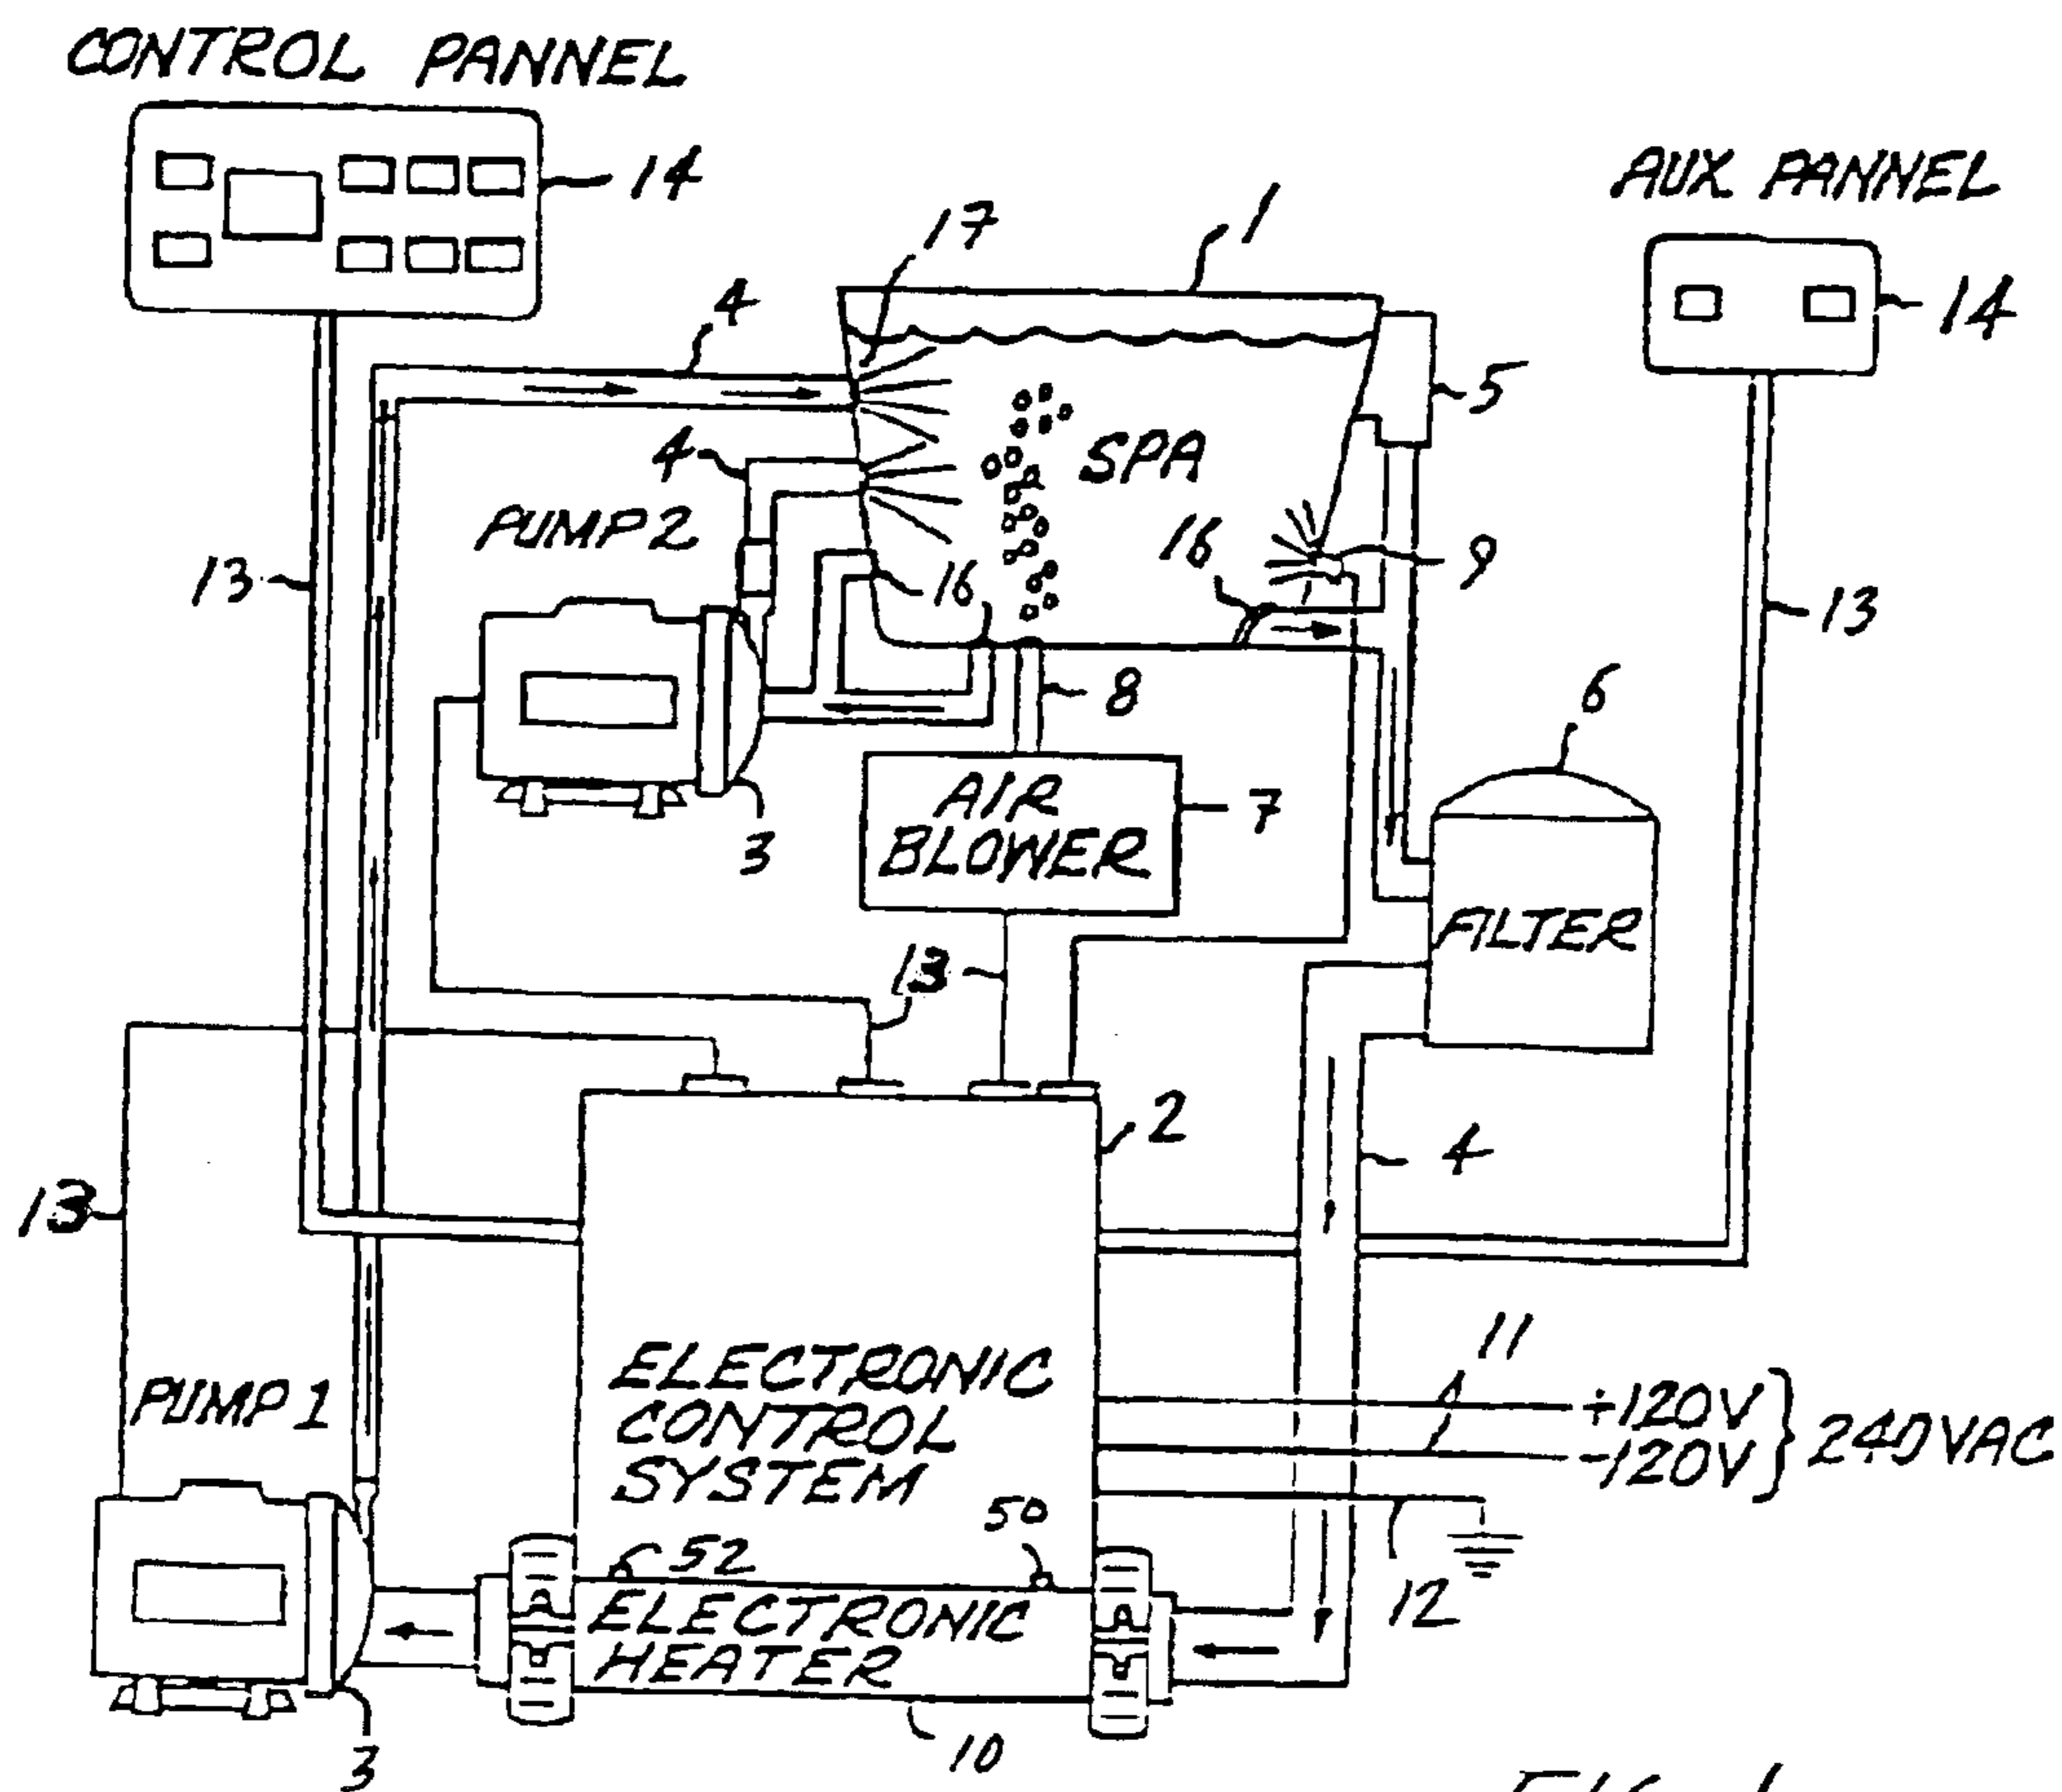 CONTROL PANNEL
14
AUX PANNEL
14
17
1
4
5
4
SPA
PUMP 2
16
16
9
13
13
8
6
3
AIR
BLOWER
7
FILTER
13
2
4
13
11
ELECTRONIC
CONTROL
SYSTEM
+120V
-120V
} 240 VAC
PUMP 1
50
52
12
ELECTRONIC
HEATER
3
10